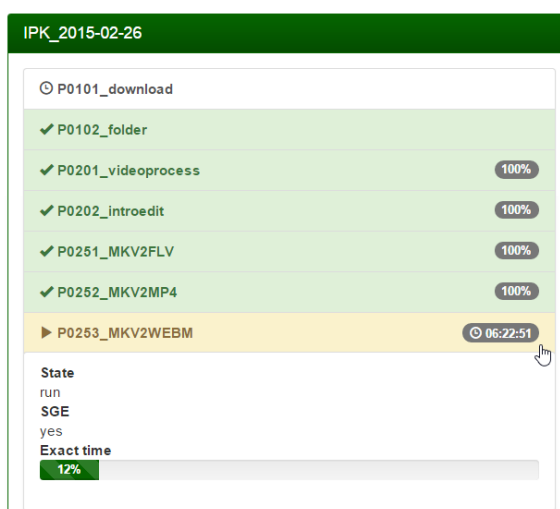 IPK_2015-02-26
P0101_download
P0102_folder
P0201_videoprocess 100%
P0202_introedit 100%
P0251_MKV2FLV 100%
P0252_MKV2MP4 100%
P0253_MKV2WEBM 06:22:51
State
run
SGE
yes
Exact time
12%